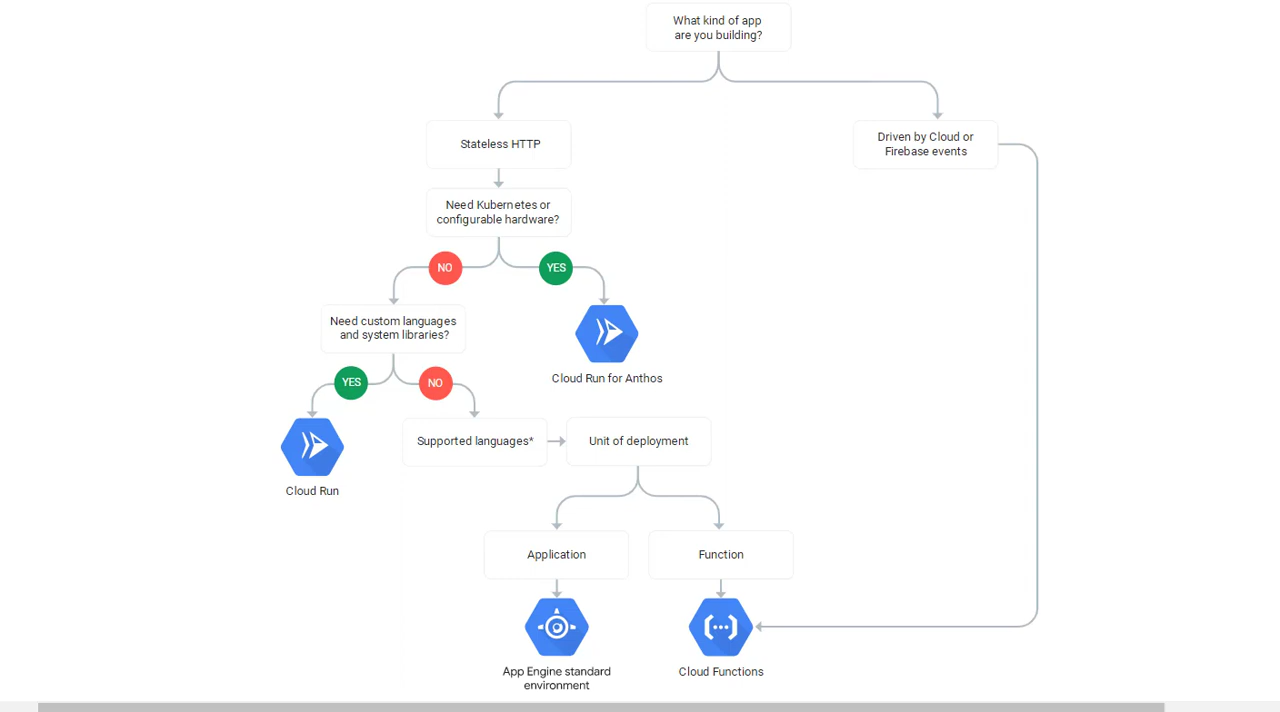 What kind of app
are you building?
Stateless HTTP
Driven by Cloud or
Firebase events
Need Kubernetes or
configurable hardware?
NO
YES
Need custom languages
and system libraries?
Cloud Run for Anthos
YES
NO
Supported languages*
Unit of deployment
Cloud Run
Application
Function
App Engine standard
environment
Cloud Functions